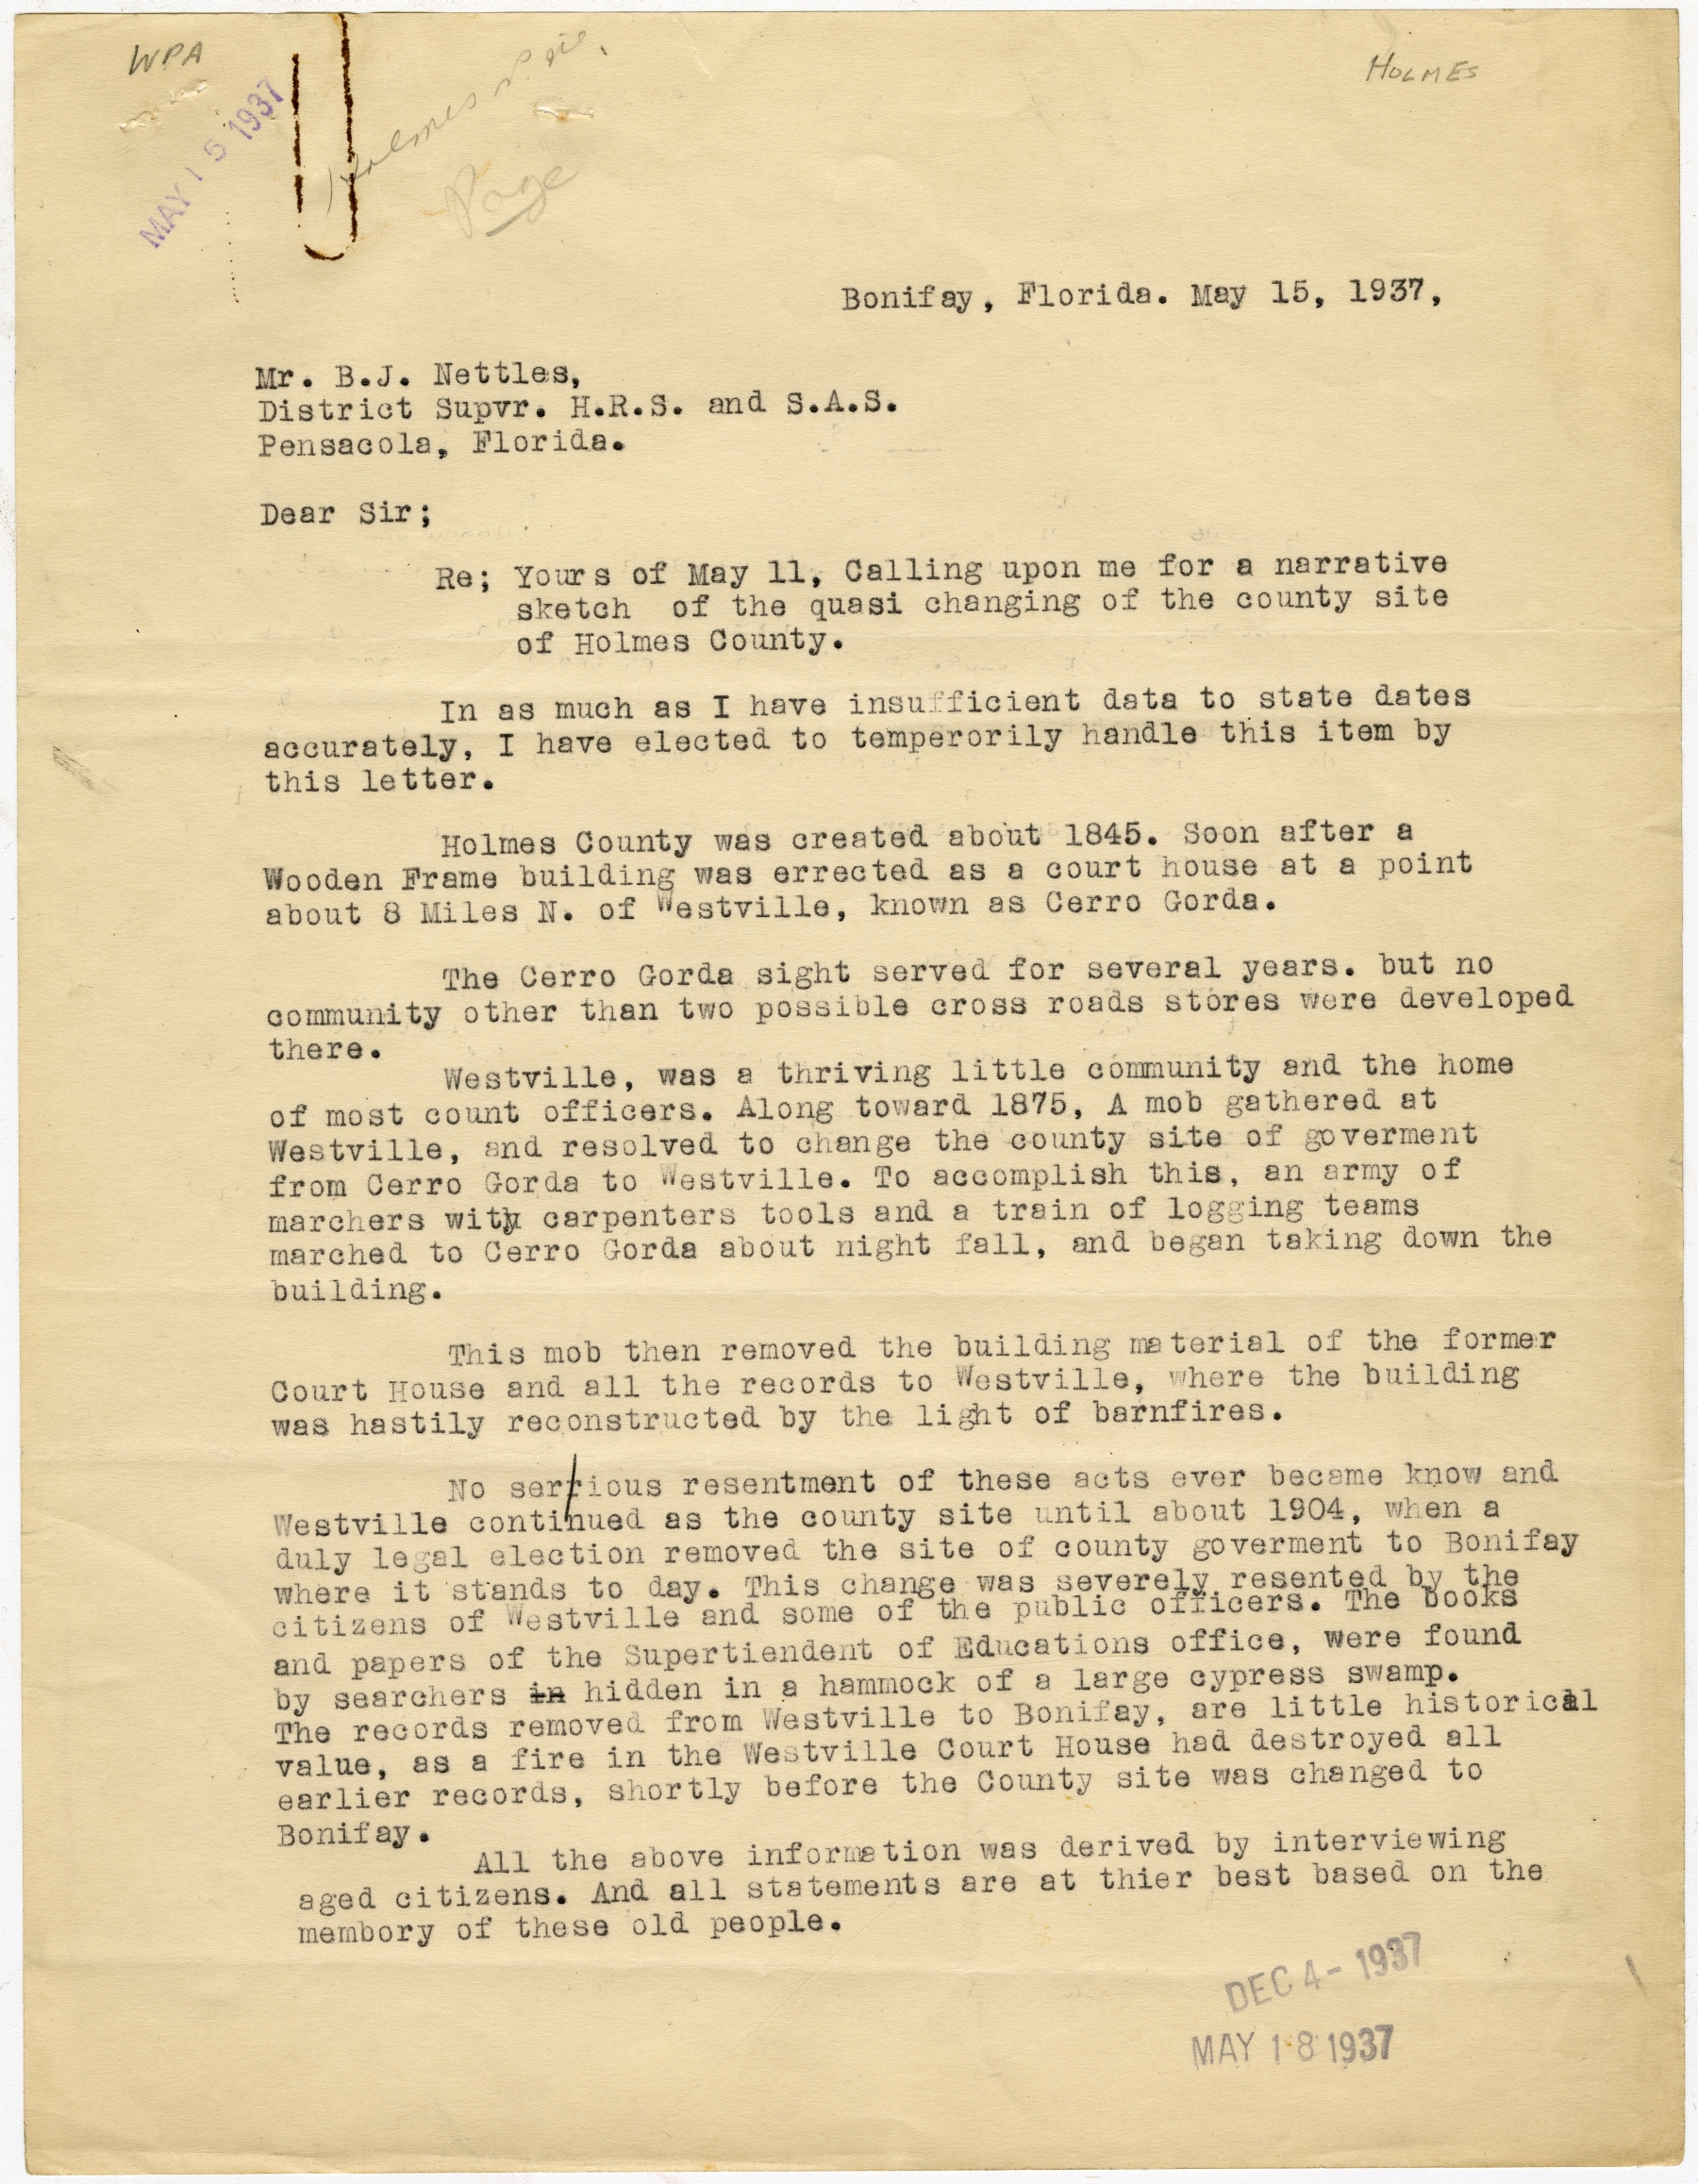 WPA
HOLMES
MAY 15 1937
Holmes
Page
Bonifay, Florida. May 15, 1937,
Mr. B.J. Nettles,
District Supvr. H.R.S. and S.A.S.
Pensacola, Florida.
Dear Sir;
Re; Yours of May 11, Calling upon me for a narrative
sketch of the quasi changing of the county site
of Holmes County.
In as much as I have insufficient data to state dates
accurately, I have elected to temperorily handle this item by
this letter.
Holmes County was created about 1845. Soon after a
Wooden Frame building was errected as a court house at a point
about 8 Miles N. of Westville, known as Cerro Gorda.
The Cerro Gorda sight served for several years. but no
community other than two possible cross roads stores were developed
there.
Westville, was a thriving little community and the home
of most count officers. Along toward 1875, A mob gathered at
Westville, and resolved to change the county site of goverment
from Cerro Gorda to Westville. To accomplish this, an army of
marchers with carpenters tools and a train of logging teams
marched to Cerro Gorda about night fall, and began taking down the
building.
This mob then removed the building material of the former
Court House and all the records to Westville, where the building
was hastily reconstructed by the light of barnfires.
No serrious resentment of these acts ever became know and
Westville continued as the county site until about 1904, when a
duly legal election removed the site of county goverment to Bonifay
where it stands to day. This change was severely resented by the
citizens of Westville and some of the public officers. The books
and papers of the Supertiendent of Educations office, were found
by searchers in hidden in a hammock of a large cypress swamp.
The records removed from Westville to Bonifay, are little historical
value, as a fire in the Westville Court House had destroyed all
earlier records, shortly before the County site was changed to
Bonifay.
All the above information was derived by interviewing
aged citizens. And all statements are at thier best based on the
membory of these old people.
DEC 4- 1937
MAY 18 1937